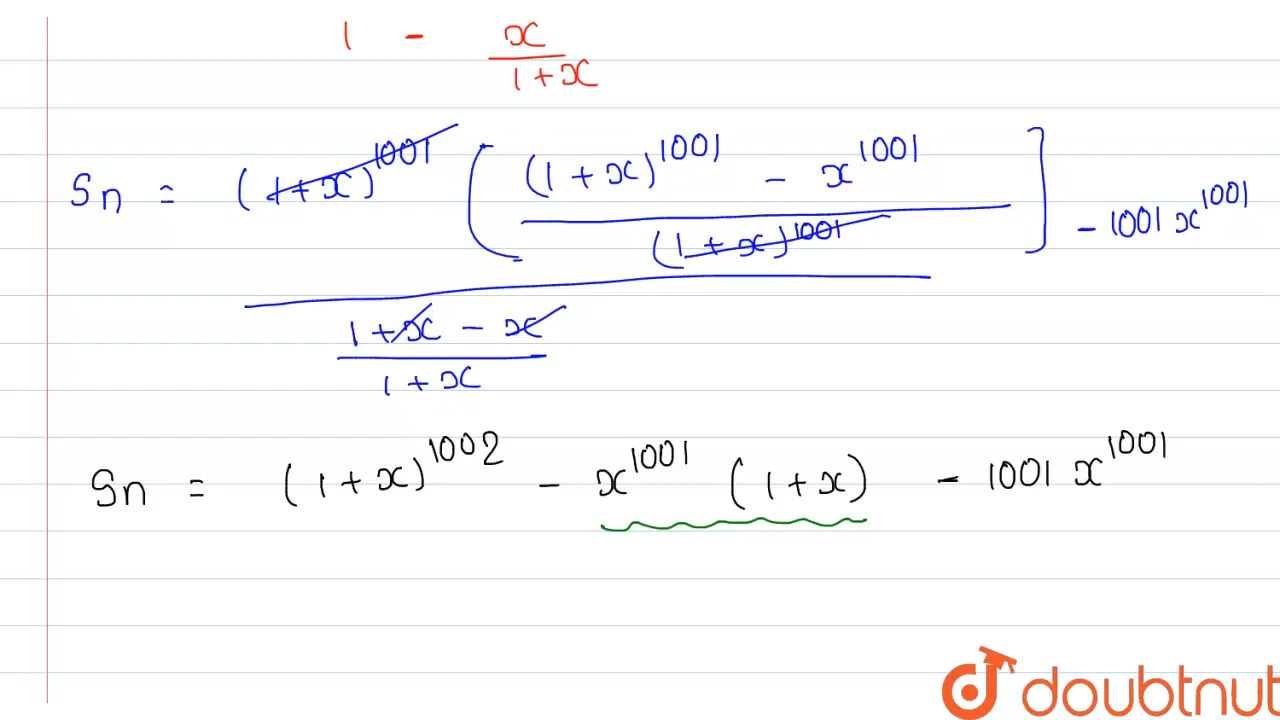 1 - x
1 + x
Sn = (1 + x)^1001 [ (1 + x)^1001 - x^1001 ] - 1001 x^1001
(1 + x)^1001
1 + x - x
1 + x
Sn = (1 + x)^1002 - x^1001 (1 + x) - 1001 x^1001
doubtnut